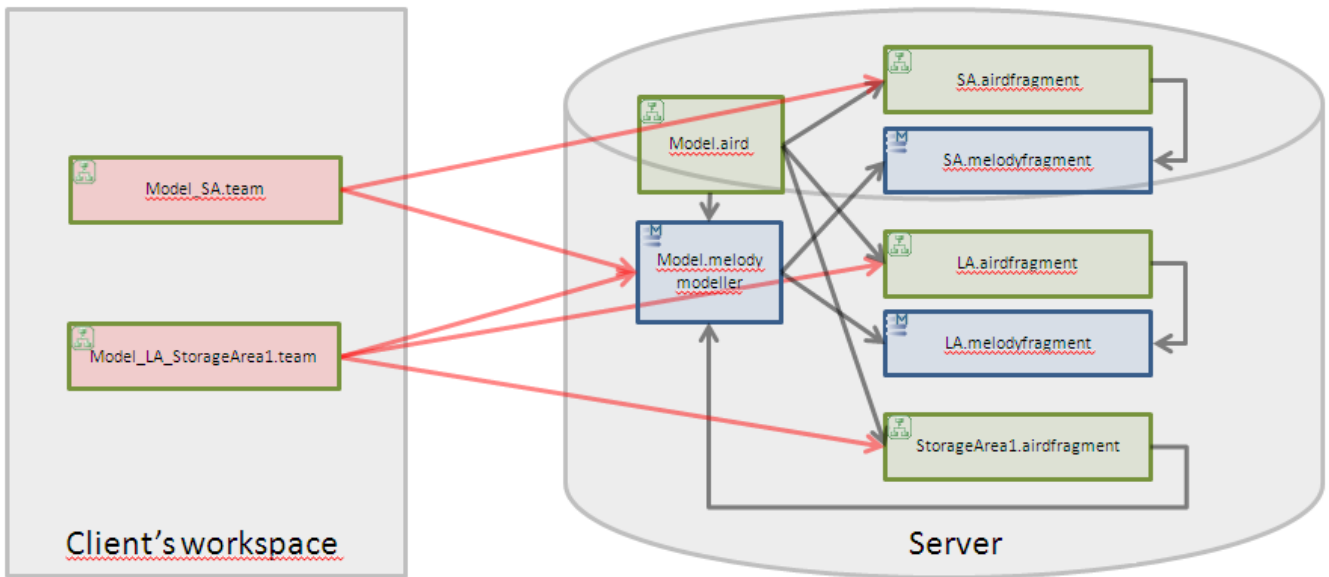 Model_SA.team
Model_LA_StorageArea1.team
Client's workspace
Model.aird
Model.melody
modeller
SA.airdfragment
M
SA.melodyfragment
LA.airdfragment
M
LA.melodyfragment
StorageArea1.airdfragment
M
Server